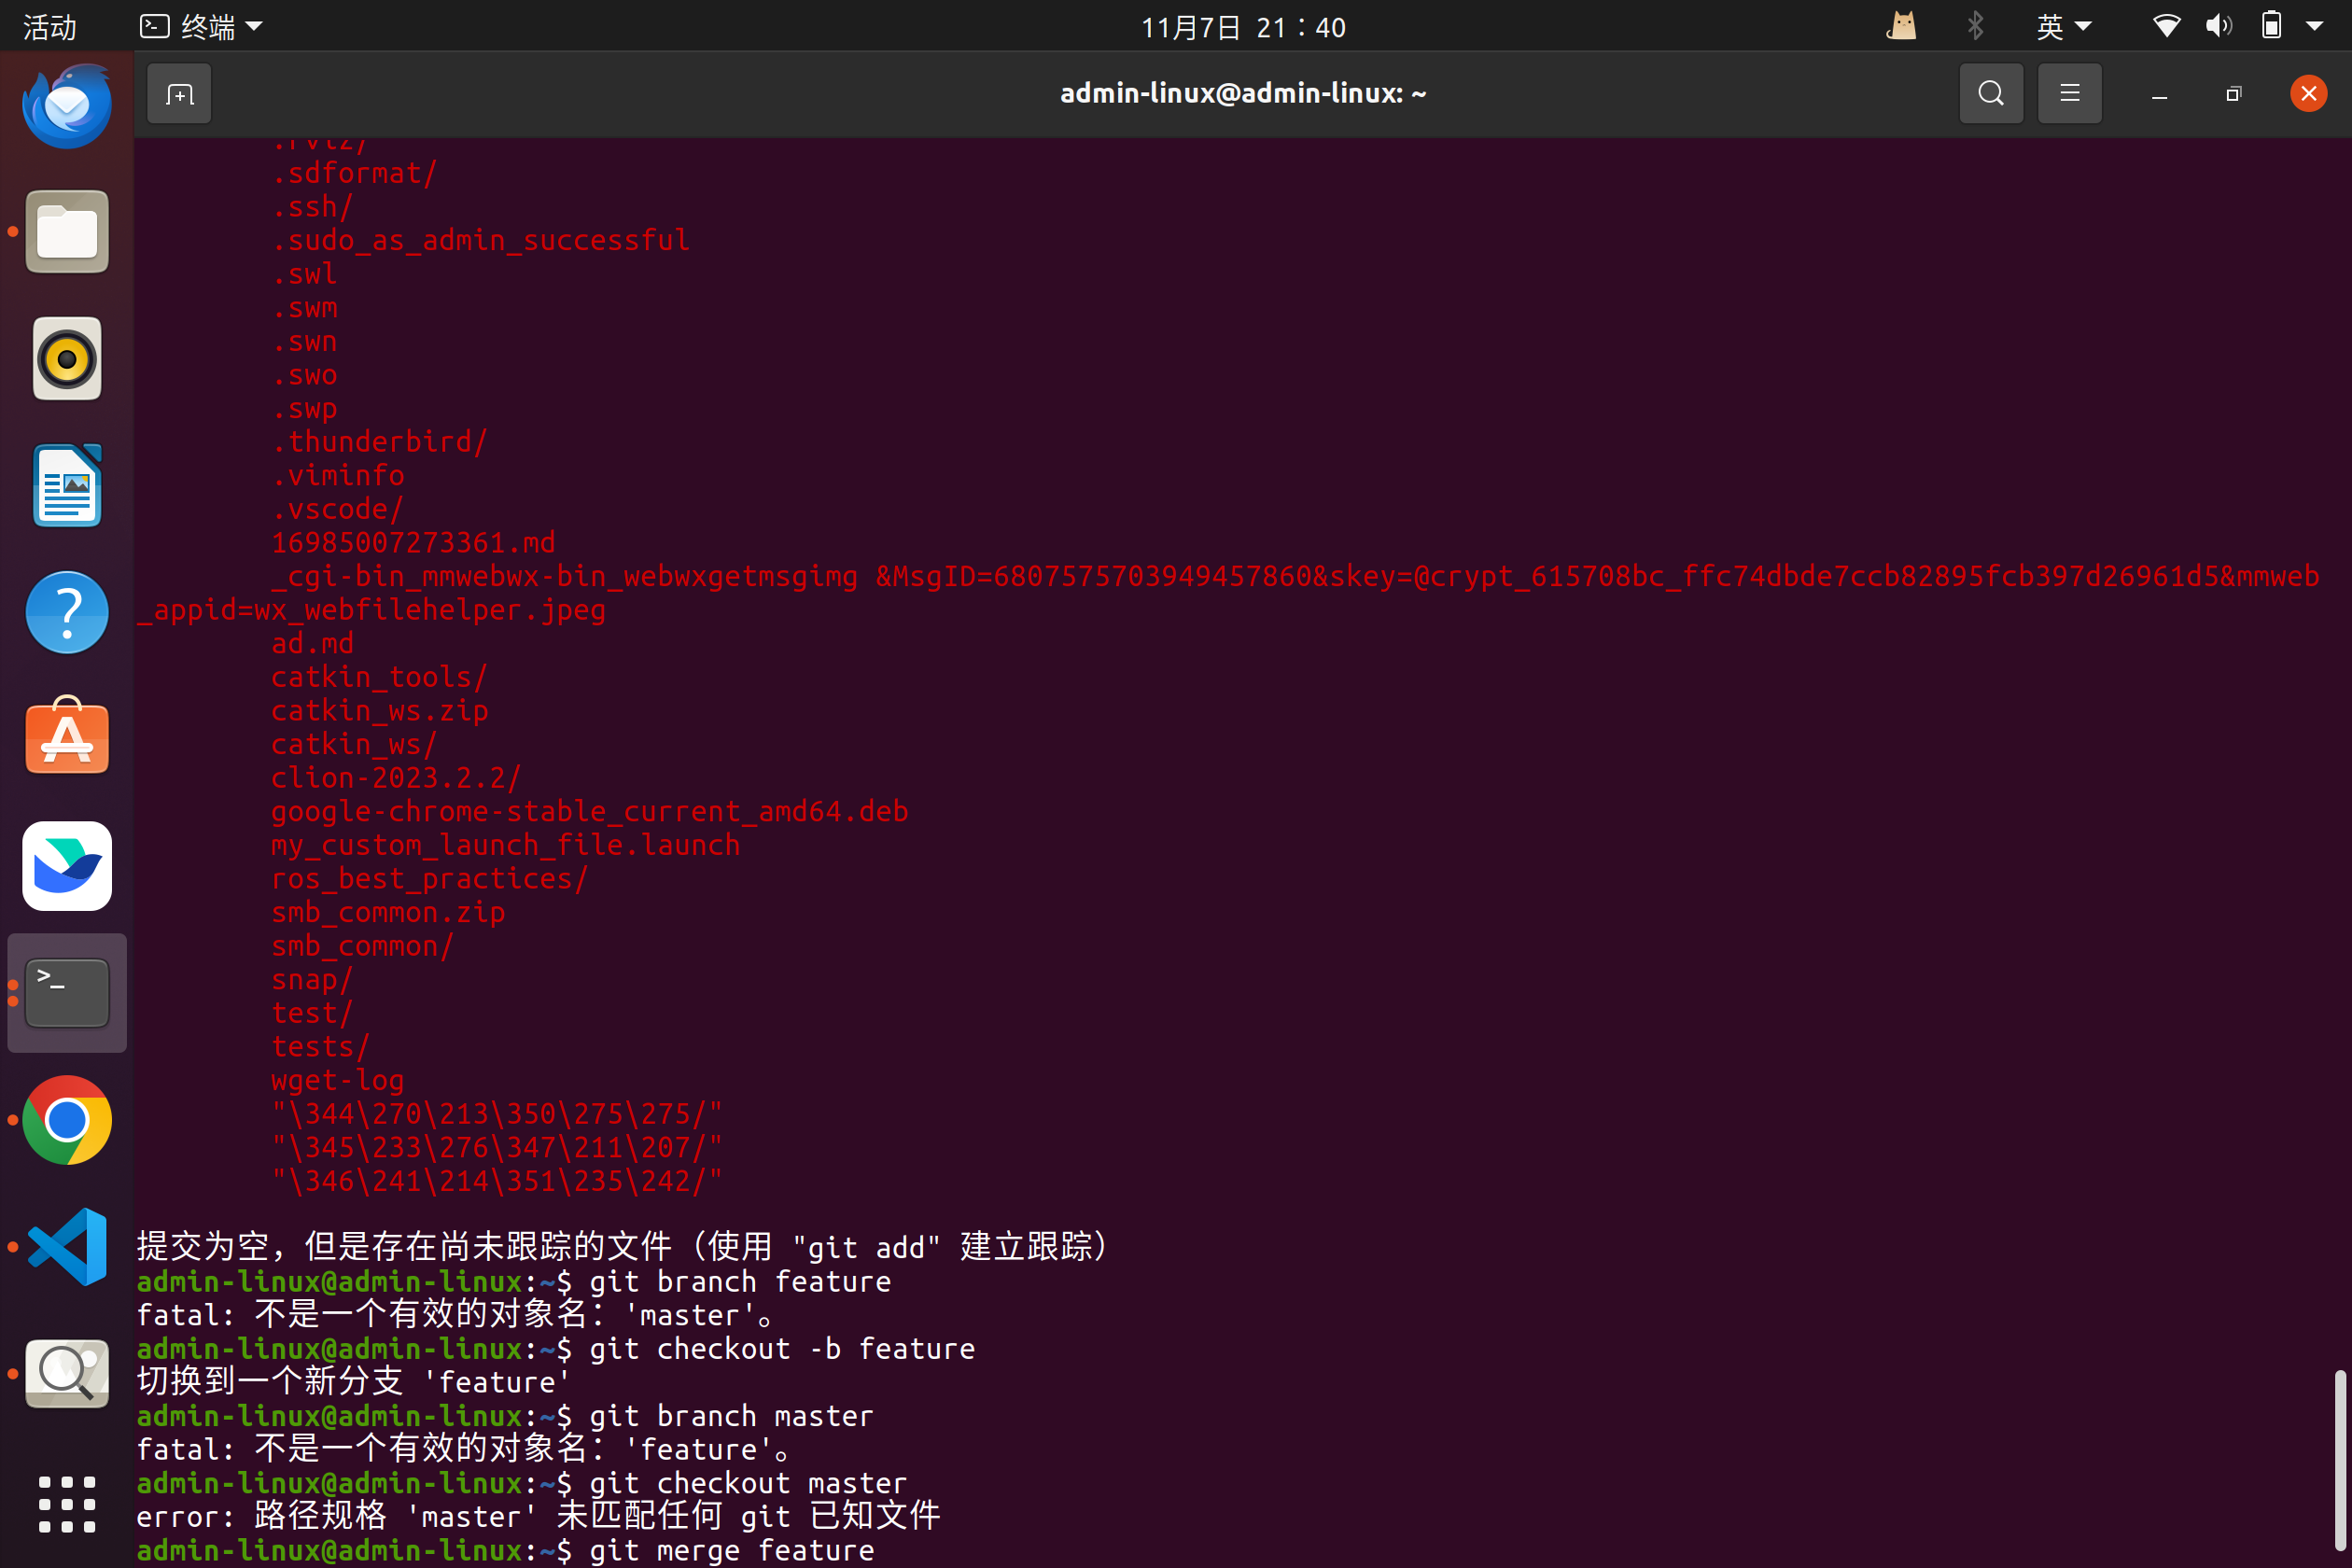 活动
终端
11月7日 21：40
英
admin-linux@admin-linux: ~
.rviz/
.sdformat/
.ssh/
.sudo_as_admin_successful
.swl
.swm
.swn
.swo
.swp
.thunderbird/
.viminfo
.vscode/
16985007273361.md
_cgi-bin_mmwebwx-bin_webwxgetmsgimg &MsgID=6807575703949457860&skey=@crypt_615708bc_ffc74dbde7ccb82895fcb397d26961d5&mmweb
_appid=wx_webfilehelper.jpeg
ad.md
catkin_tools/
catkin_ws.zip
catkin_ws/
clion-2023.2.2/
google-chrome-stable_current_amd64.deb
my_custom_launch_file.launch
ros_best_practices/
smb_common.zip
smb_common/
snap/
test/
tests/
wget-log
"\344\270\213\350\275\275/"
"\345\233\276\347\211\207/"
"\346\241\214\351\235\242/"
提交为空，但是存在尚未跟踪的文件（使用 "git add" 建立跟踪）
admin-linux@admin-linux:~$ git branch feature
fatal: 不是一个有效的对象名：'master'。
admin-linux@admin-linux:~$ git checkout -b feature
切换到一个新分支 'feature'
admin-linux@admin-linux:~$ git branch master
fatal: 不是一个有效的对象名：'feature'。
admin-linux@admin-linux:~$ git checkout master
error: 路径规格 'master' 未匹配任何 git 已知文件
admin-linux@admin-linux:~$ git merge feature